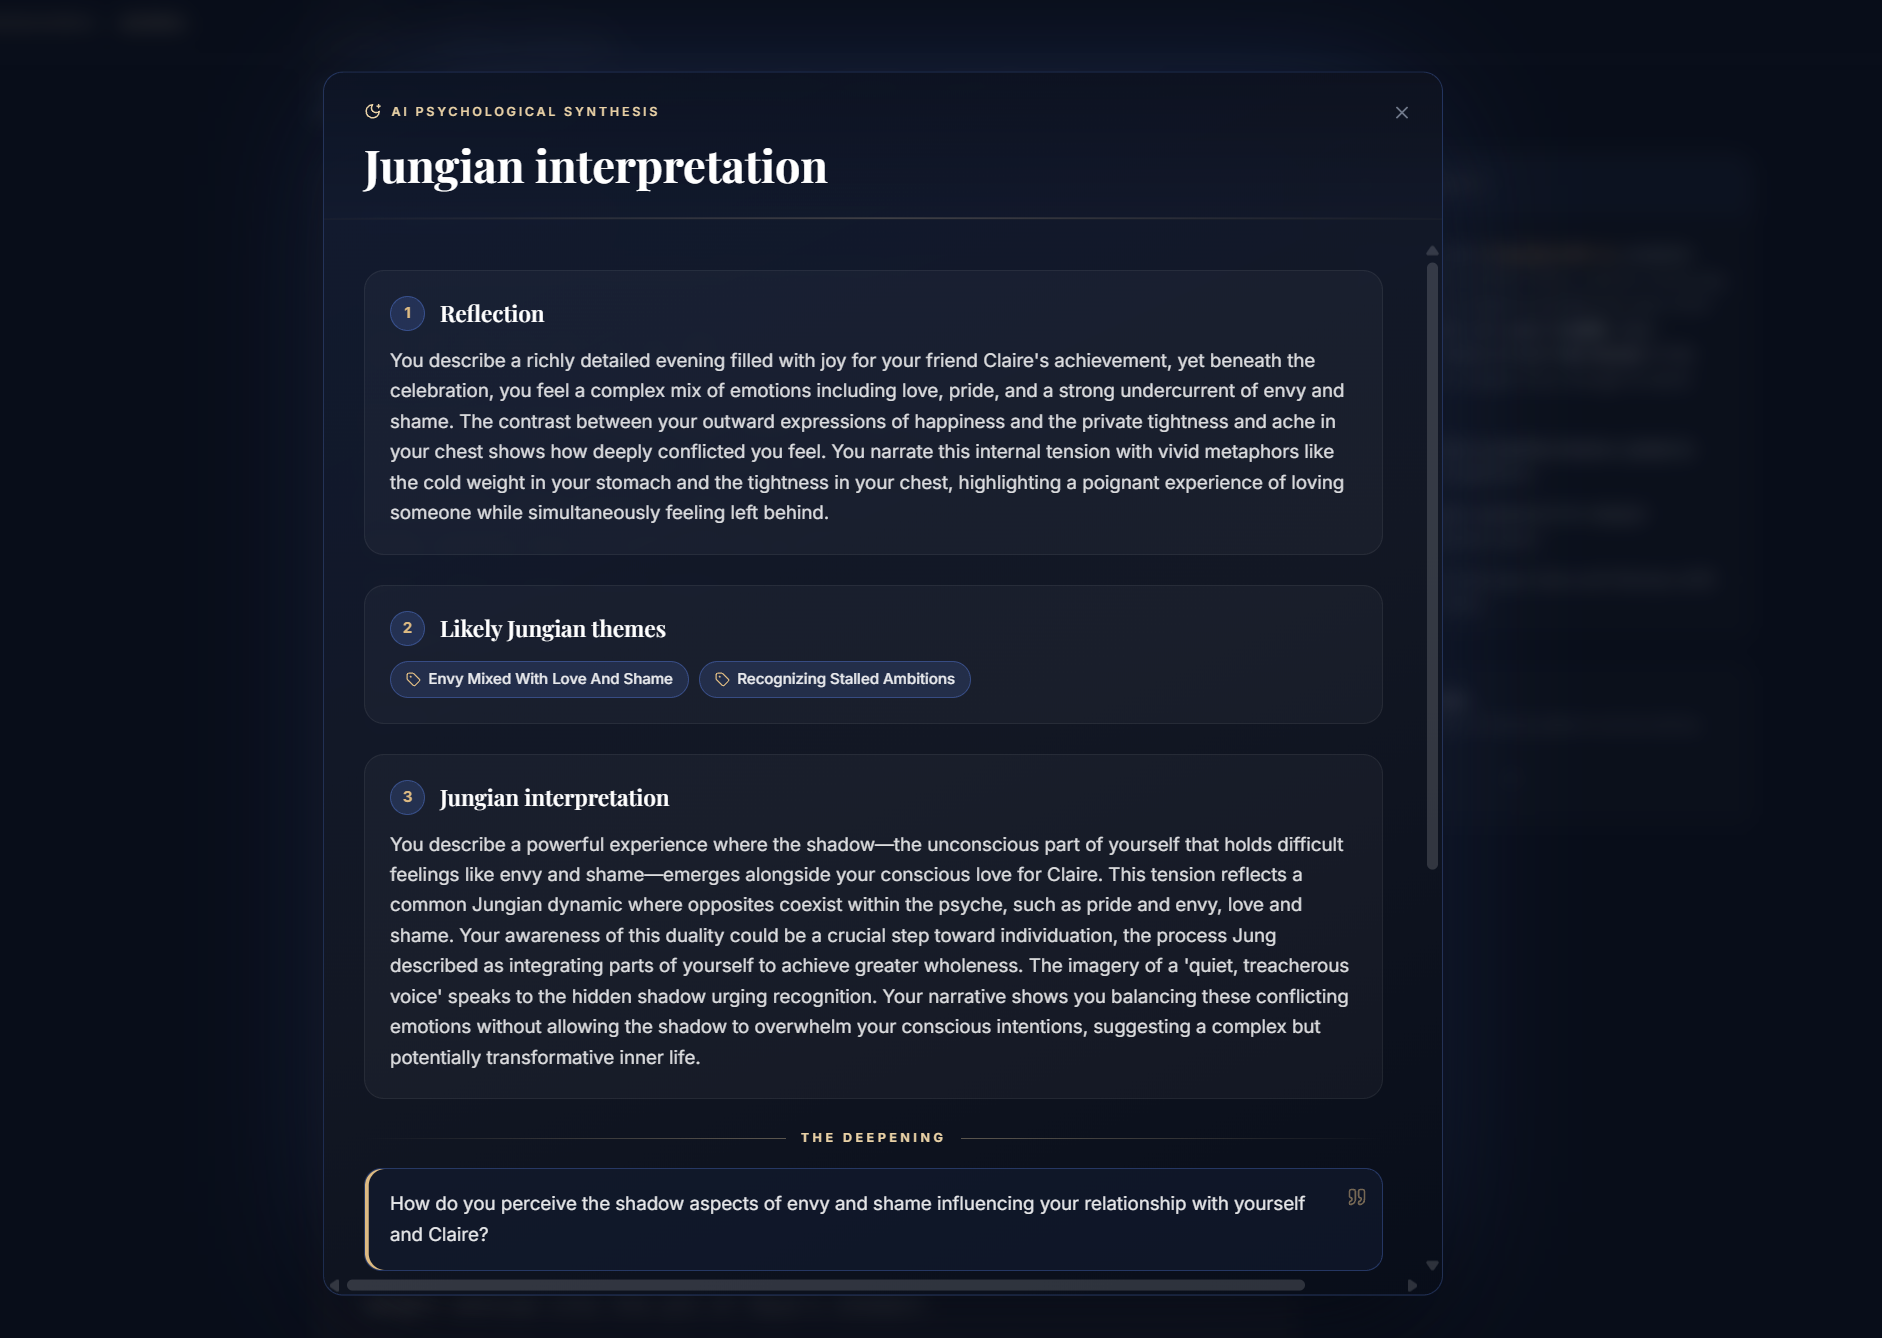 AI PSYCHOLOGICAL SYNTHESIS
Jungian interpretation
1 Reflection
You describe a richly detailed evening filled with joy for your friend Claire's achievement, yet beneath the
celebration, you feel a complex mix of emotions including love, pride, and a strong undercurrent of envy and
shame. The contrast between your outward expressions of happiness and the private tightness and ache in
your chest shows how deeply conflicted you feel. You narrate this internal tension with vivid metaphors like
the cold weight in your stomach and the tightness in your chest, highlighting a poignant experience of loving
someone while simultaneously feeling left behind.
2 Likely Jungian themes
Envy Mixed With Love And Shame Recognizing Stalled Ambitions
3 Jungian interpretation
You describe a powerful experience where the shadow—the unconscious part of yourself that holds difficult
feelings like envy and shame—emerges alongside your conscious love for Claire. This tension reflects a
common Jungian dynamic where opposites coexist within the psyche, such as pride and envy, love and
shame. Your awareness of this duality could be a crucial step toward individuation, the process Jung
described as integrating parts of yourself to achieve greater wholeness. The imagery of a 'quiet, treacherous
voice' speaks to the hidden shadow urging recognition. Your narrative shows you balancing these conflicting
emotions without allowing the shadow to overwhelm your conscious intentions, suggesting a complex but
potentially transformative inner life.
THE DEEPENING
How do you perceive the shadow aspects of envy and shame influencing your relationship with yourself
and Claire?